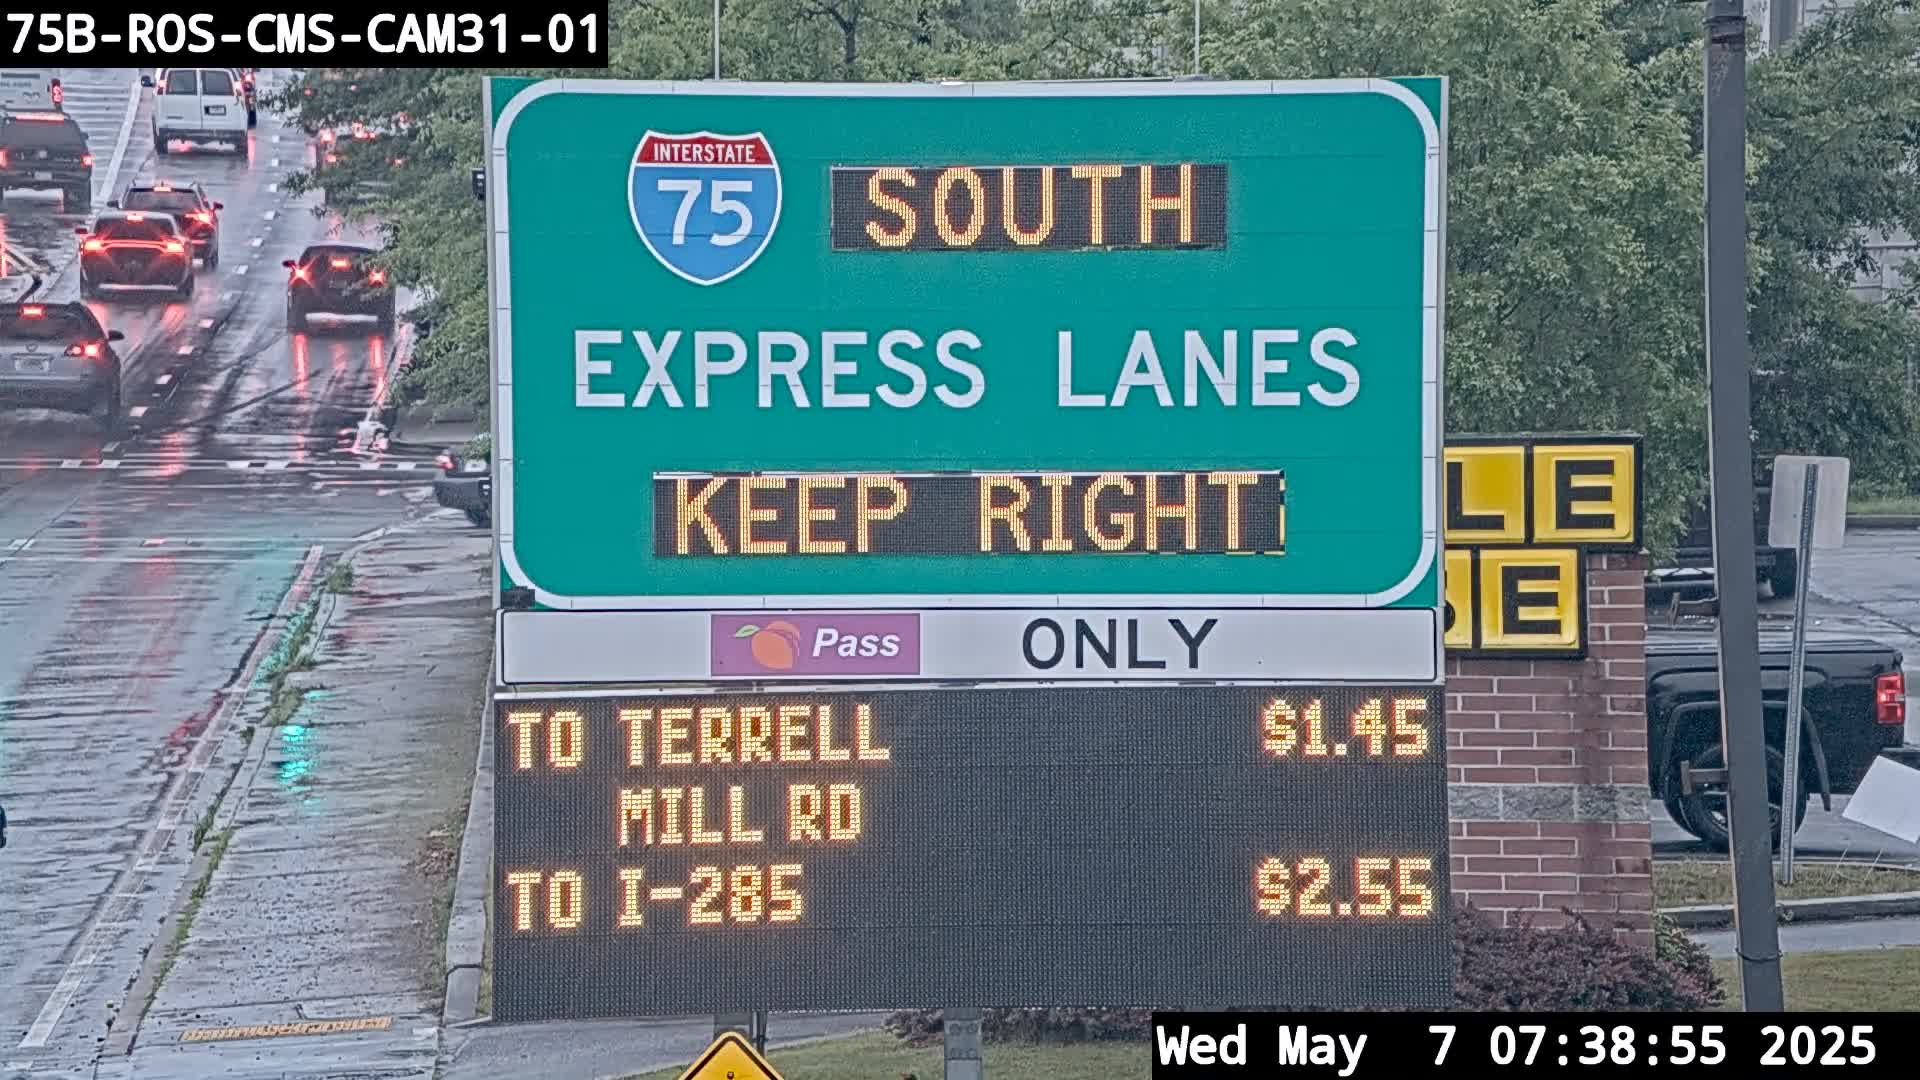 75B-ROS-CMS-CAM31-01
INTERSTATE
75
SOUTH
EXPRESS LANES
KEEP RIGHT
Pass ONLY
LE
E
TO TERRELL $1.45
MILL RD
TO I-285 $2.55
Wed May 7 07:38:55 2025